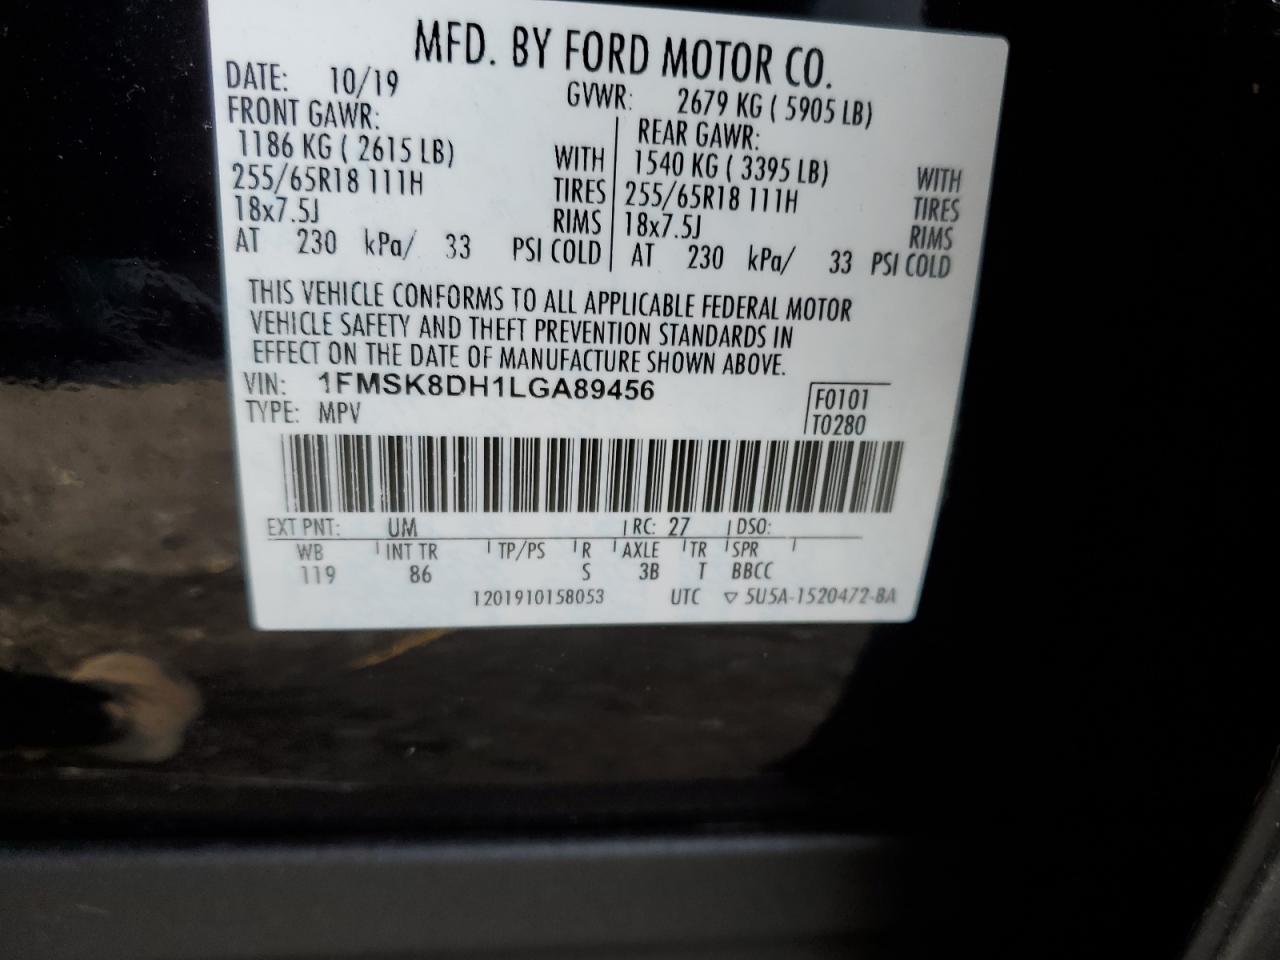 MFD. BY FORD MOTOR CO.
DATE: 10/19 GVWR: 2679 KG ( 5905 LB)
FRONT GAWR: REAR GAWR:
1186 KG ( 2615 LB) WITH 1540 KG ( 3395 LB) WITH
255/65R18 111H TIRES 255/65R18 111H TIRES
18x7.5J RIMS 18x7.5J RIMS
AT 230 kPa/ 33 PSI COLD AT 230 kPa/ 33 PSI COLD
THIS VEHICLE CONFORMS TO ALL APPLICABLE FEDERAL MOTOR
VEHICLE SAFETY AND THEFT PREVENTION STANDARDS IN
EFFECT ON THE DATE OF MANUFACTURE SHOWN ABOVE.
VIN: 1FMSK8DH1LGA89456 F0101
TYPE: MPV T0280
EXT PNT: UM RC: 27 DSO:
WB INT TR TP/PS R AXLE TR SPR
119 86 S 3B T BBCC
1201910158053 UTC ▽ 5U5A-1520472-BA